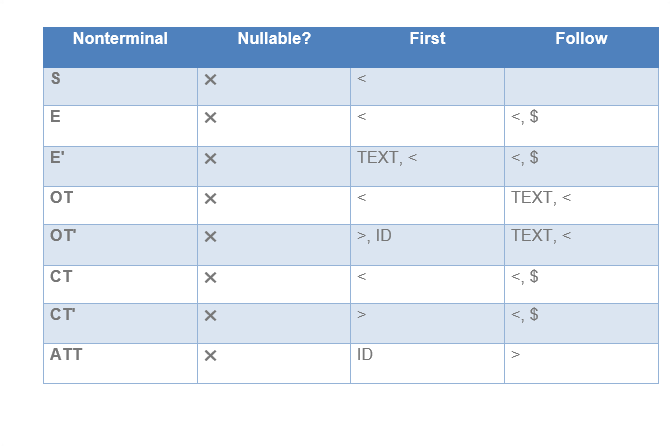 Nonterminal Nullable? First Follow
S × <
E × < <, $
E' × TEXT, < <, $
OT × < TEXT, <
OT' × >, ID TEXT, <
CT × < <, $
CT' × > <, $
ATT × ID >